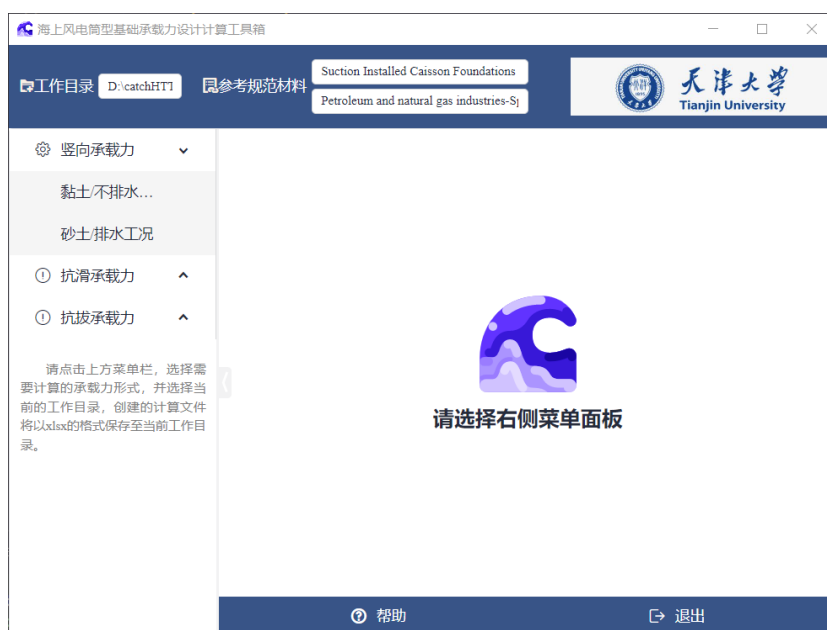 海上风电筒型基础承载力设计计算工具箱
工作目录
D:\catchHT
参考规范材料
Suction Installed Caisson Foundations
Petroleum and natural gas industries-Sp
天津大学
Tianjin University
竖向承载力
黏土/不排水…
砂土/排水工况
抗滑承载力
抗拔承载力
请点击上方菜单栏，选择需
要计算的承载力形式，并选择当
前的工作目录，创建的计算文件
将以xlsx的格式保存至当前工作目
录。
请选择右侧菜单面板
帮助
退出